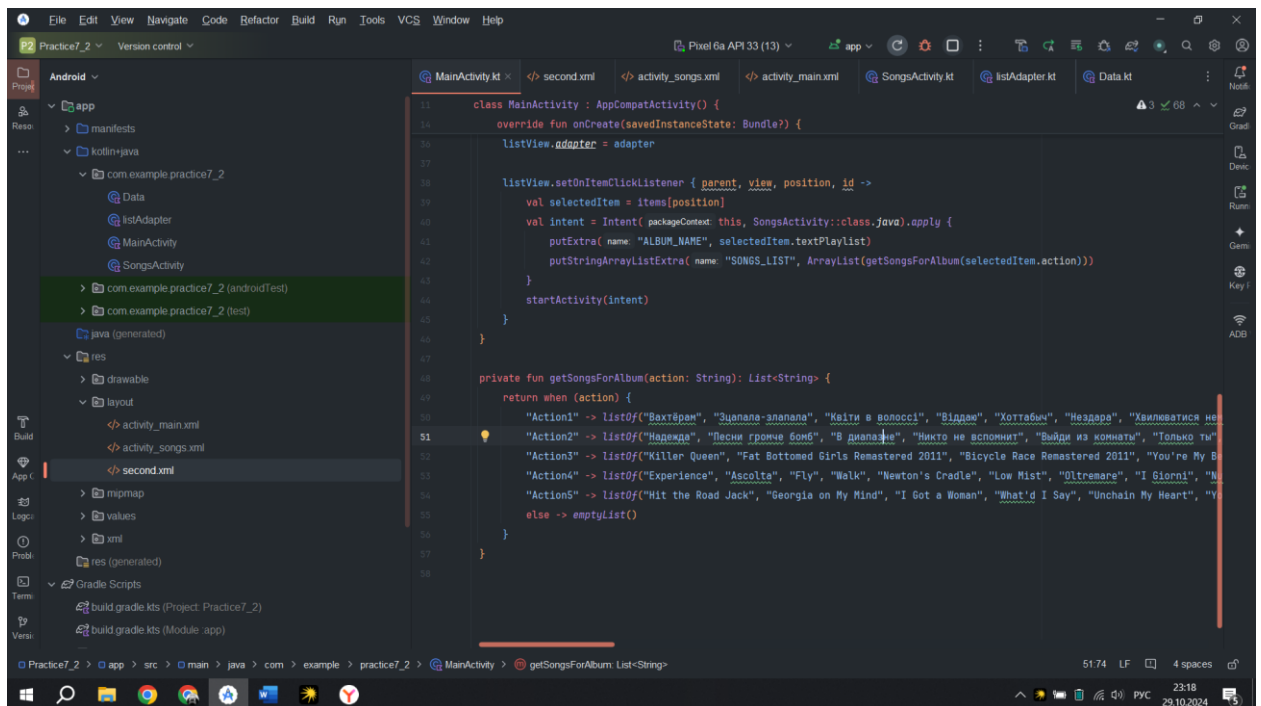 File Edit View Navigate Code Refactor Build Run Tools VCS Window Help
P2 Practice7_2 Version control Pixel 6a API 33 (13) app
Android
MainActivity.kt second.xml activity_songs.xml activity_main.xml SongsActivity.kt listAdapter.kt Data.kt
app
manifests
kotlin+java
com.example.practice7_2
Data
listAdapter
MainActivity
SongsActivity
com.example.practice7_2 (androidTest)
com.example.practice7_2 (test)
java (generated)
res
drawable
layout
activity_main.xml
activity_songs.xml
second.xml
mipmap
values
xml
res (generated)
Gradle Scripts
build.gradle.kts (Project: Practice7_2)
build.gradle.kts (Module :app)
3 68
11 class MainActivity : AppCompatActivity() {
14 override fun onCreate(savedInstanceState: Bundle?) {
36 listView.adapter = adapter
37
38 listView.setOnItemClickListener { parent, view, position, id ->
39 val selectedItem = items[position]
40 val intent = Intent( packageContext: this, SongsActivity::class.java).apply {
41 putExtra( name: "ALBUM_NAME", selectedItem.textPlaylist)
42 putStringArrayListExtra( name: "SONGS_LIST", ArrayList(getSongsForAlbum(selectedItem.action)))
43 }
44 startActivity(intent)
45 }
46 }
47
48 private fun getSongsForAlbum(action: String): List<String> {
49 return when (action) {
50 "Action1" -> listOf("Вахтёрам", "Зцапала-злапала", "Квіти в волоссі", "Віддаю", "Хоттабыч", "Нездара", "Хвилюватися
51 "Action2" -> listOf("Надежда", "Песни громче бомб", "В диапазне", "Никто не вспомнит", "Выйди из комнаты", "Только ты",
52 "Action3" -> listOf("Killer Queen", "Fat Bottomed Girls Remastered 2011", "Bicycle Race Remastered 2011", "You're My
53 "Action4" -> listOf("Experience", "Ascolta", "Fly", "Walk", "Newton's Cradle", "Low Mist", "Oltremare", "I Giorni",
54 "Action5" -> listOf("Hit the Road Jack", "Georgia on My Mind", "I Got a Woman", "What'd I Say", "Unchain My Heart",
55 else -> emptyList()
56 }
57 }
58
Practice7_2 > app > src > main > java > com > example > practice7_2 > MainActivity > getSongsForAlbum: List<String>
51:74 LF 4 spaces
РУС 23:18
29.10.2024 5